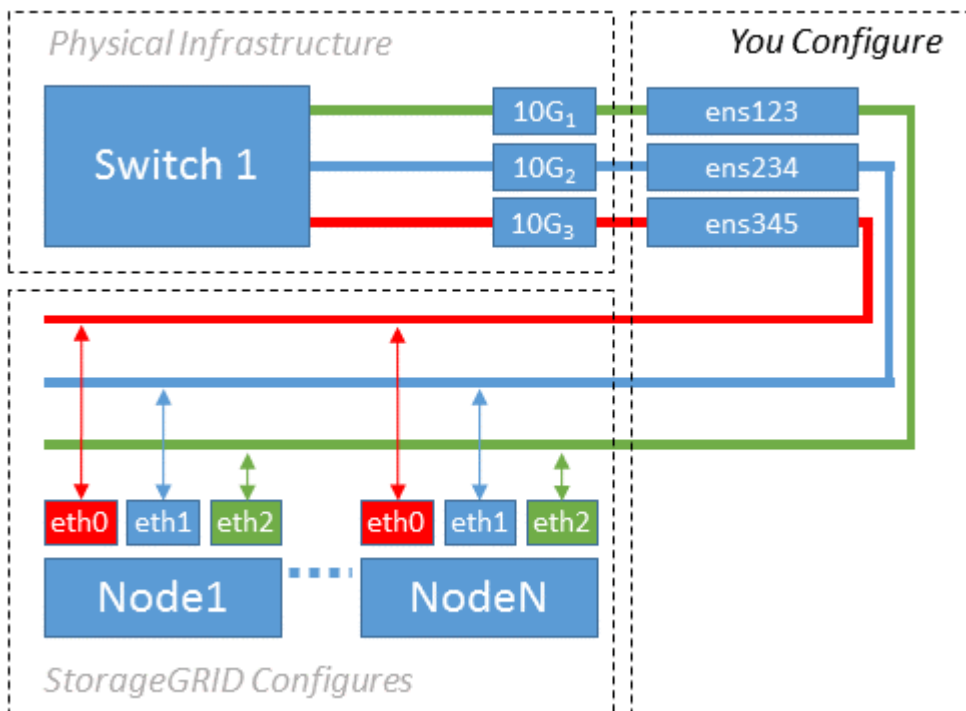 Physical Infrastructure
You Configure
Switch 1
10G₁
ens123
10G₂
ens234
10G₃
ens345
eth0 eth1 eth2
eth0 eth1 eth2
Node1
NodeN
StorageGRID Configures